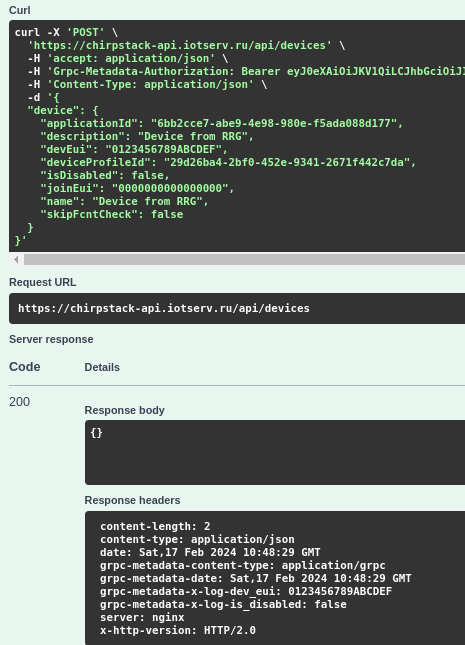 Curl
curl -X 'POST' \
'https://chirpstack-api.iotserv.ru/api/devices' \
-H 'accept: application/json' \
-H 'Grpc-Metadata-Authorization: Bearer eyJ0eXAiOiJKV1QiLCJhbGciOiJI
-H 'Content-Type: application/json' \
-d '{
"device": {
"applicationId": "6bb2cce7-abe9-4e98-980e-f5ada088d177",
"description": "Device from RRG",
"devEui": "0123456789ABCDEF",
"deviceProfileId": "29d26ba4-2bf0-452e-9341-2671f442c7da",
"isDisabled": false,
"joinEui": "0000000000000000",
"name": "Device from RRG",
"skipFcntCheck": false
}
}'
Request URL
https://chirpstack-api.iotserv.ru/api/devices
Server response
Code Details
200
Response body
{}
Response headers
content-length: 2
content-type: application/json
date: Sat,17 Feb 2024 10:48:29 GMT
grpc-metadata-content-type: application/grpc
grpc-metadata-date: Sat,17 Feb 2024 10:48:29 GMT
grpc-metadata-x-log-dev_eui: 0123456789ABCDEF
grpc-metadata-x-log-is_disabled: false
server: nginx
x-http-version: HTTP/2.0